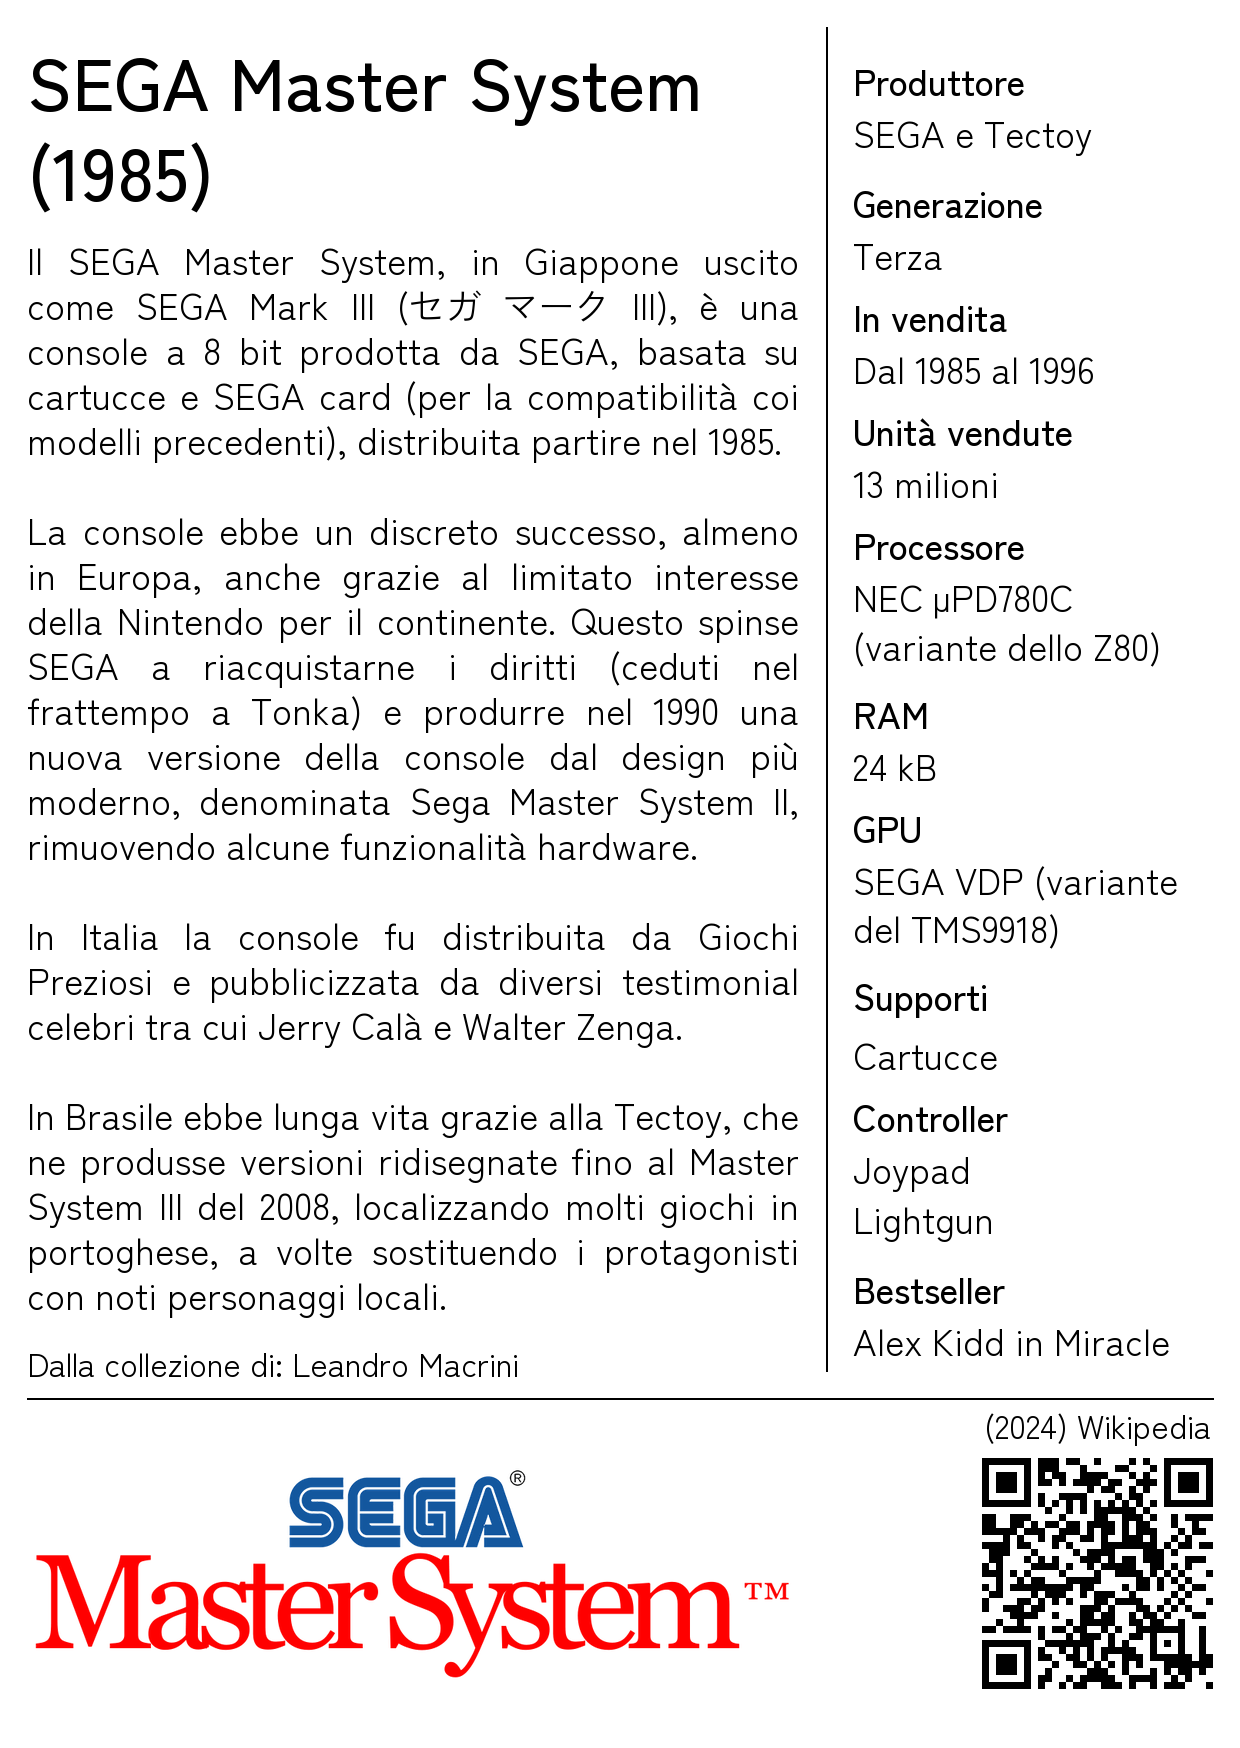 SEGA Master System
(1985)
Il SEGA Master System, in Giappone uscito
come SEGA Mark III (セガ マーク III), è una
console a 8 bit prodotta da SEGA, basata su
cartucce e SEGA card (per la compatibilità coi
modelli precedenti), distribuita partire nel 1985.
La console ebbe un discreto successo, almeno
in Europa, anche grazie al limitato interesse
della Nintendo per il continente. Questo spinse
SEGA a riacquistarne i diritti (ceduti nel
frattempo a Tonka) e produrre nel 1990 una
nuova versione della console dal design più
moderno, denominata Sega Master System II,
rimuovendo alcune funzionalità hardware.
In Italia la console fu distribuita da Giochi
Preziosi e pubblicizzata da diversi testimonial
celebri tra cui Jerry Calà e Walter Zenga.
In Brasile ebbe lunga vita grazie alla Tectoy, che
ne produsse versioni ridisegnate fino al Master
System III del 2008, localizzando molti giochi in
portoghese, a volte sostituendo i protagonisti
con noti personaggi locali.
Dalla collezione di: Leandro Macrini
Produttore
SEGA e Tectoy
Generazione
Terza
In vendita
Dal 1985 al 1996
Unità vendute
13 milioni
Processore
NEC µPD780C
(variante dello Z80)
RAM
24 kB
GPU
SEGA VDP (variante
del TMS9918)
Supporti
Cartucce
Controller
Joypad
Lightgun
Bestseller
Alex Kidd in Miracle
(2024) Wikipedia
SEGA®
Master System™